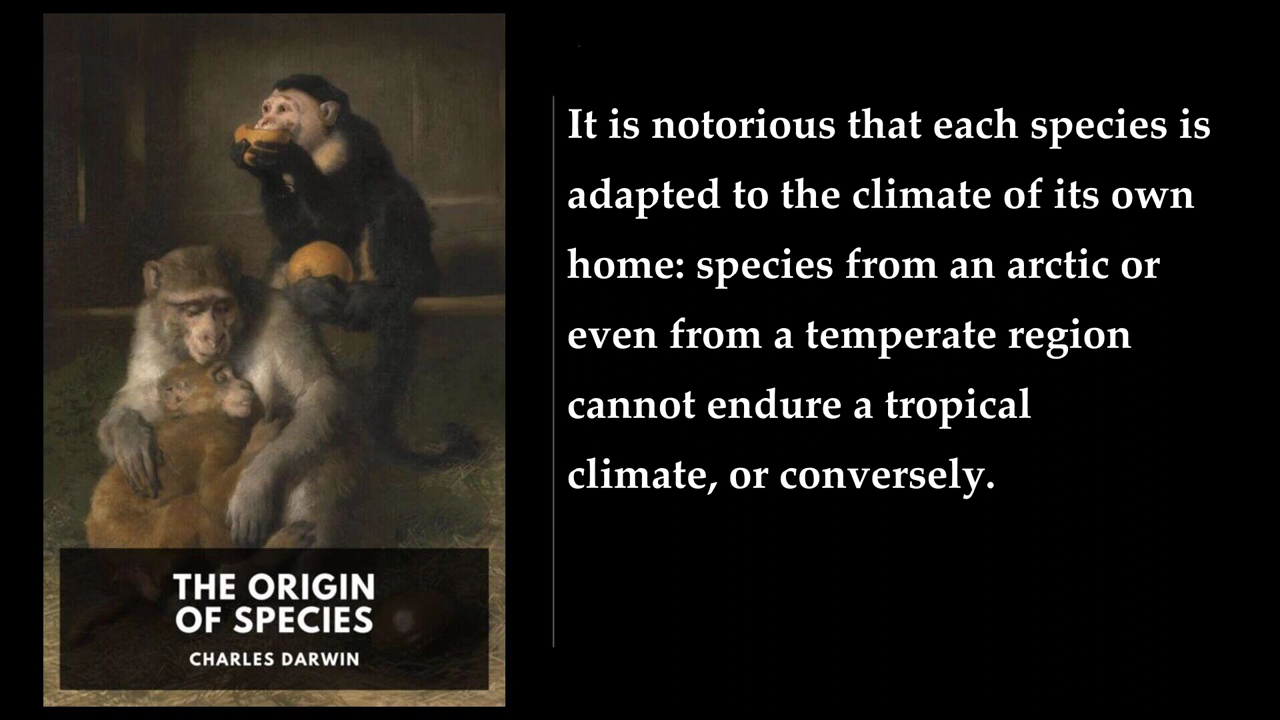 It is notorious that each species is
adapted to the climate of its own
home: species from an arctic or
even from a temperate region
cannot endure a tropical
climate, or conversely.
THE ORIGIN
OF SPECIES
CHARLES DARWIN